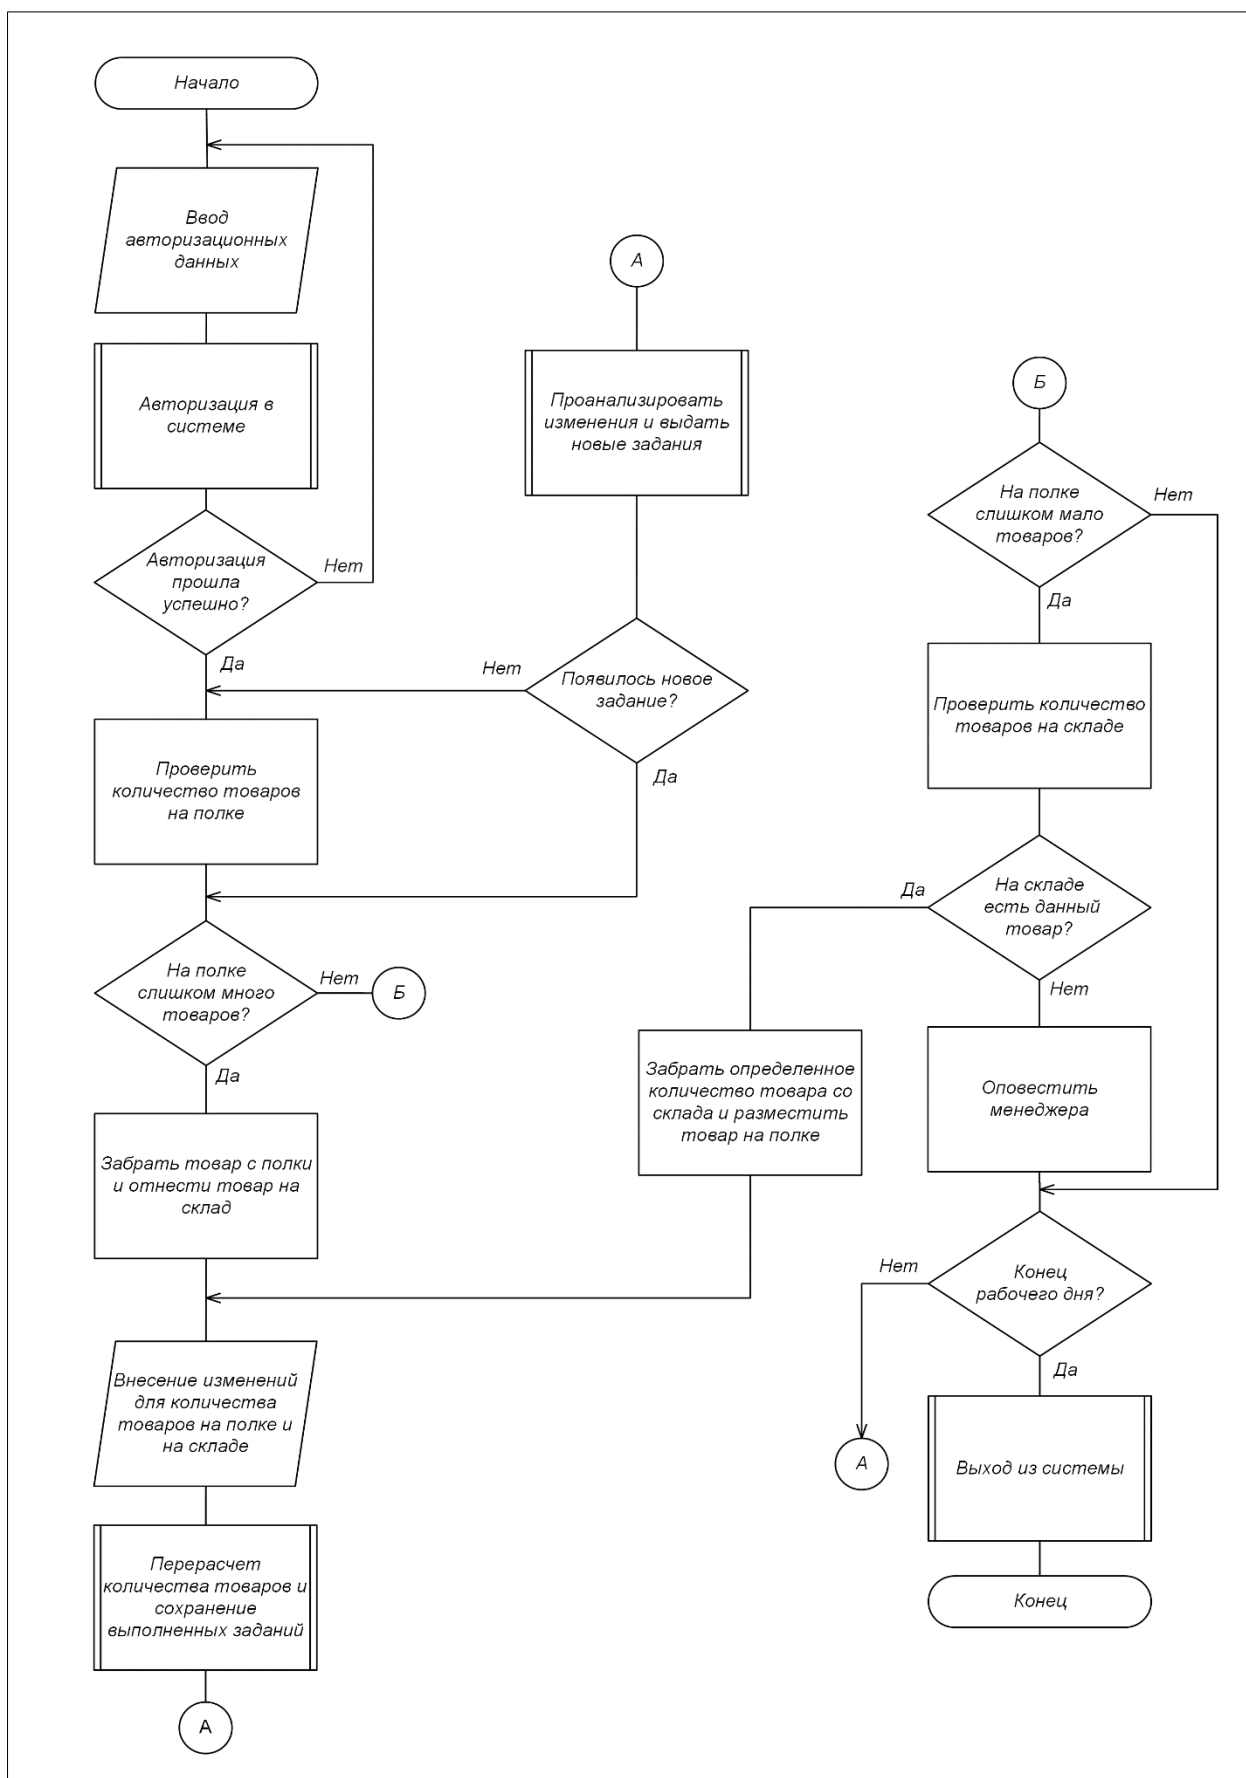 Начало
Ввод
авторизационных
данных
Авторизация в
системе
Авторизация
прошла
успешно?
Нет
Да
Проверить
количество товаров
на полке
На полке
слишком много
товаров?
Нет
Б
Да
Забрать товар с полки
и отнести товар на
склад
Внесение изменений
для количества
товаров на полке и
на складе
Перерасчет
количества товаров и
сохранение
выполненных заданий
А
А
Проанализировать
изменения и выдать
новые задания
Появилось новое
задание?
Нет
Да
Забрать определенное
количество товара со
склада и разместить
товар на полке
Б
На полке
слишком мало
товаров?
Нет
Да
Проверить количество
товаров на складе
На складе
есть данный
товар?
Да
Нет
Оповестить
менеджера
Конец
рабочего дня?
Нет
А
Да
Выход из системы
Конец